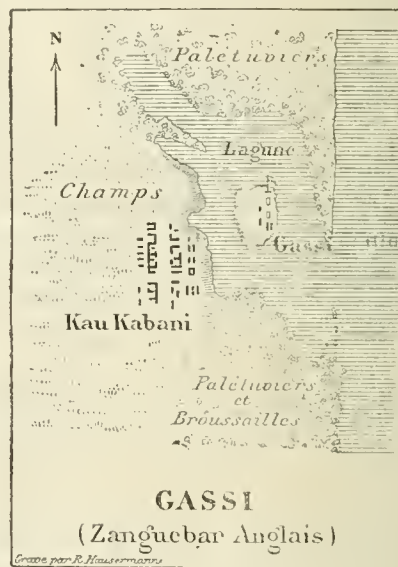 N
Palétuviers
Lagune
Champs
Gassi
Kau Kabani
Palétuviers
et
Broussailles
GASSI
(Zanguebar Anglais)
Gravé par R. Hausermann